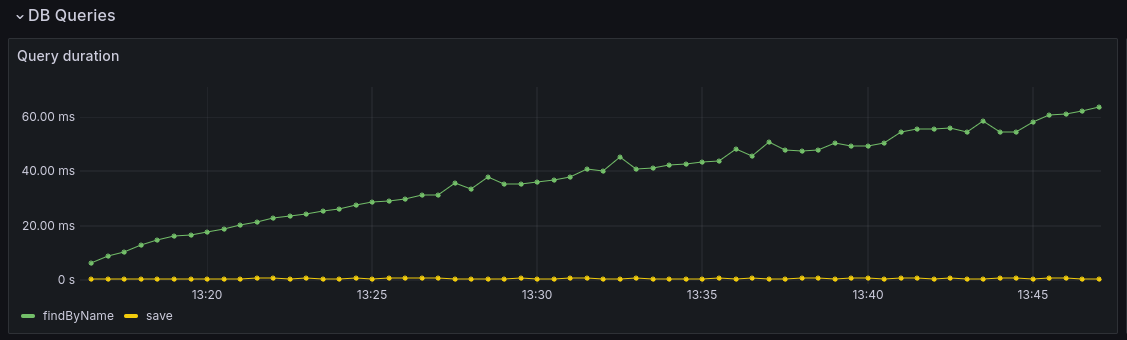 DB Queries
Query duration
60.00 ms
40.00 ms
20.00 ms
0 s
13:20 13:25 13:30 13:35 13:40 13:45
findByName save